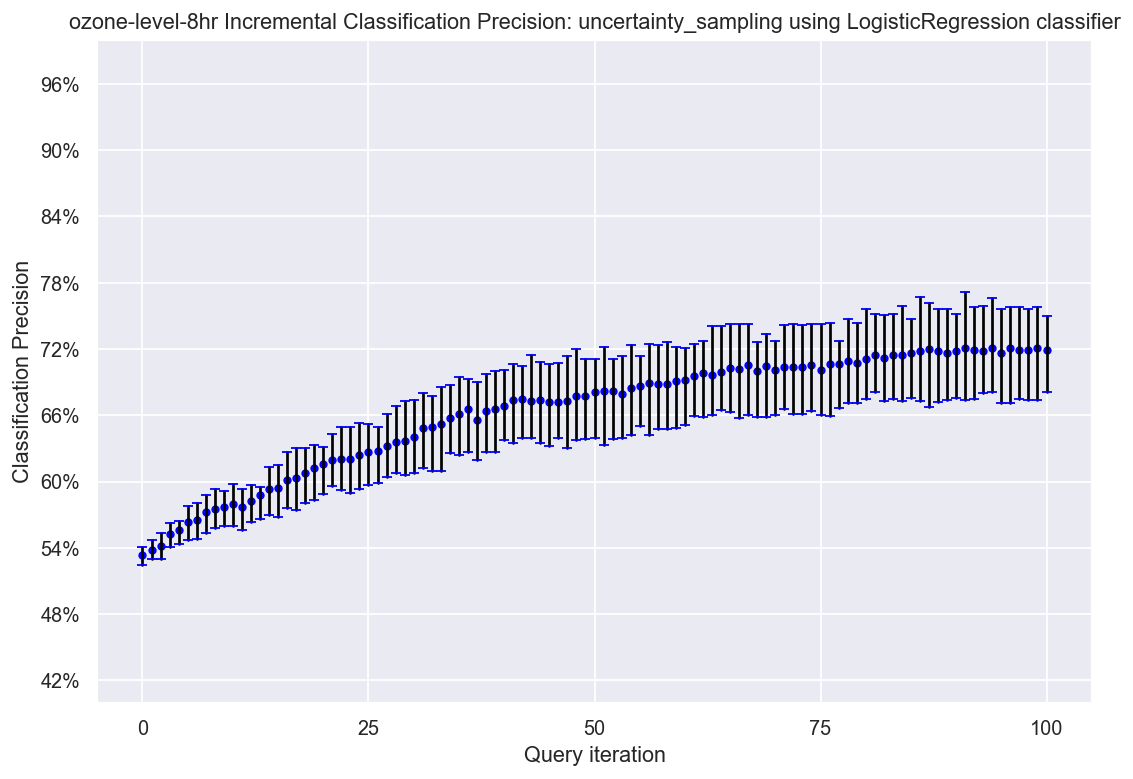 ozone-level-8hr Incremental Classification Precision: uncertainty_sampling using LogisticRegression classifier
96%
90%
84%
78%
72%
66%
60%
54%
48%
42%
Classification Precision
0 25 50 75 100
Query iteration